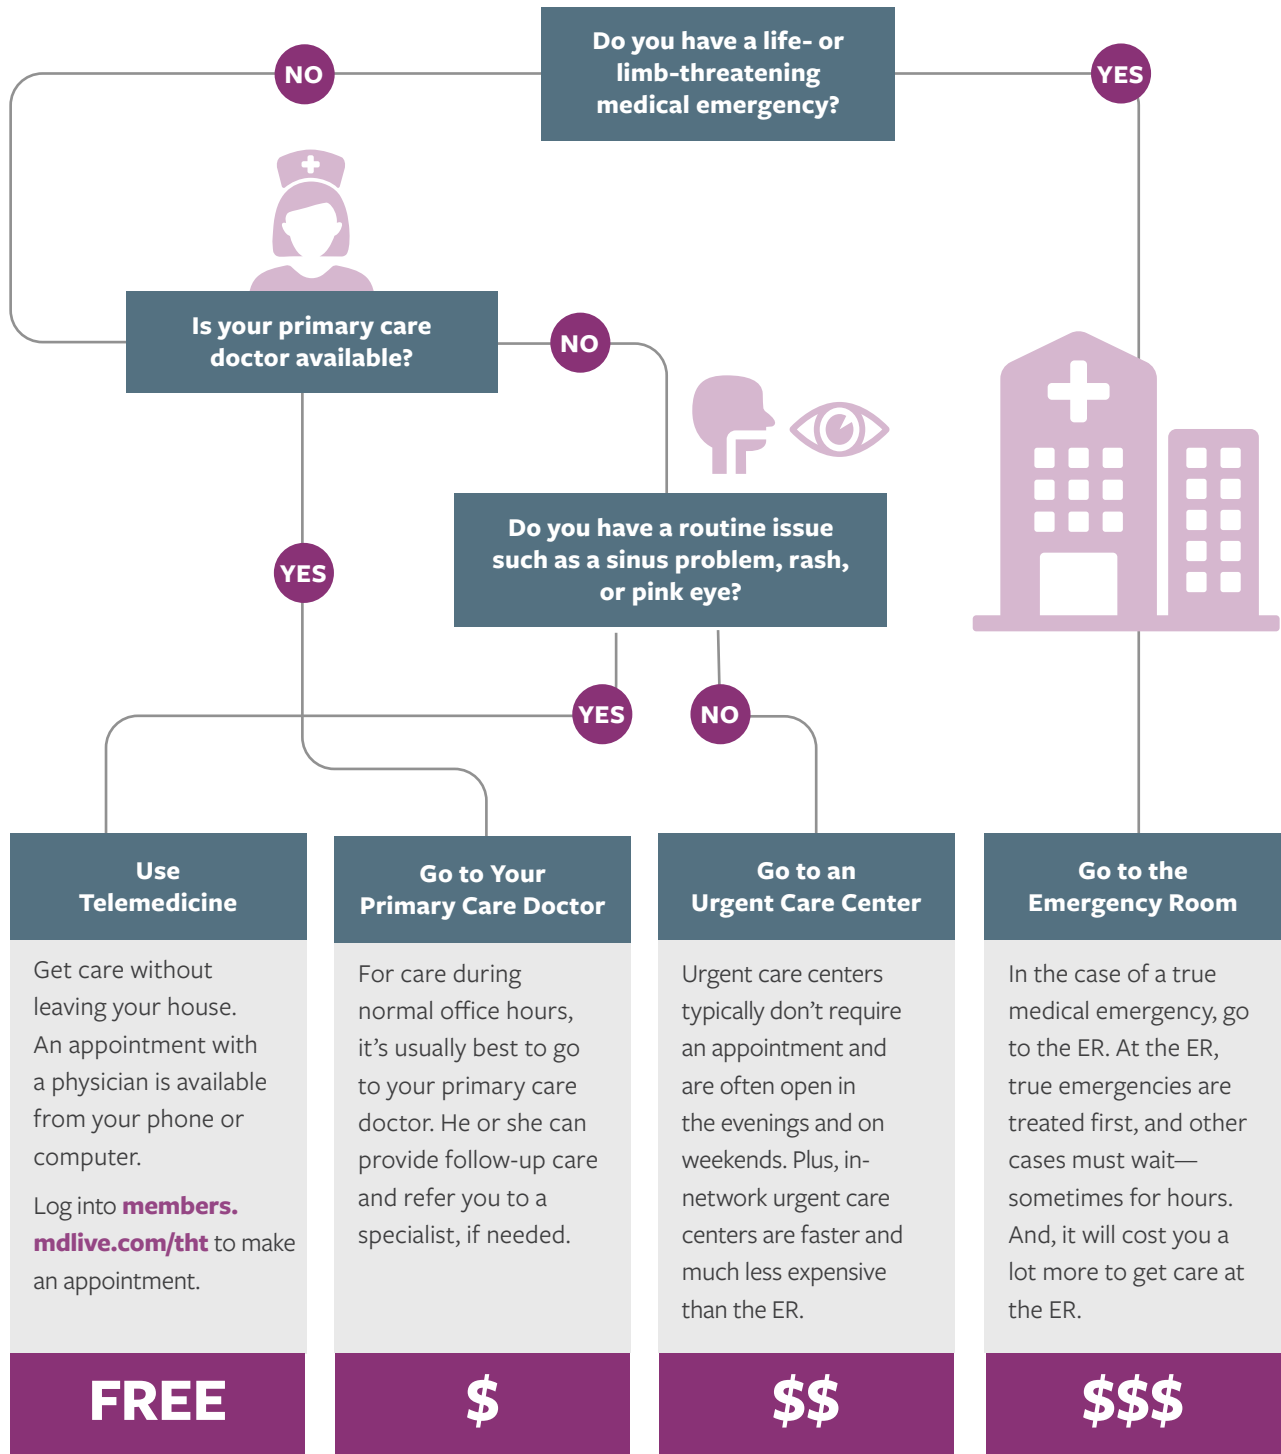 Do you have a life- or
limb-threatening
medical emergency?
NO
YES
Is your primary care
doctor available?
NO
YES
Do you have a routine issue
such as a sinus problem, rash,
or pink eye?
YES
NO
Use
Telemedicine
Get care without
leaving your house.
An appointment with
a physician is available
from your phone or
computer.
Log into members.
mdlive.com/tht to make
an appointment.
FREE
Go to Your
Primary Care Doctor
For care during
normal office hours,
it's usually best to go
to your primary care
doctor. He or she can
provide follow-up care
and refer you to a
specialist, if needed.
$
Go to an
Urgent Care Center
Urgent care centers
typically don't require
an appointment and
are often open in
the evenings and on
weekends. Plus, in-
network urgent care
centers are faster and
much less expensive
than the ER.
$$
Go to the
Emergency Room
In the case of a true
medical emergency, go
to the ER. At the ER,
true emergencies are
treated first, and other
cases must wait—
sometimes for hours.
And, it will cost you a
lot more to get care at
the ER.
$$$